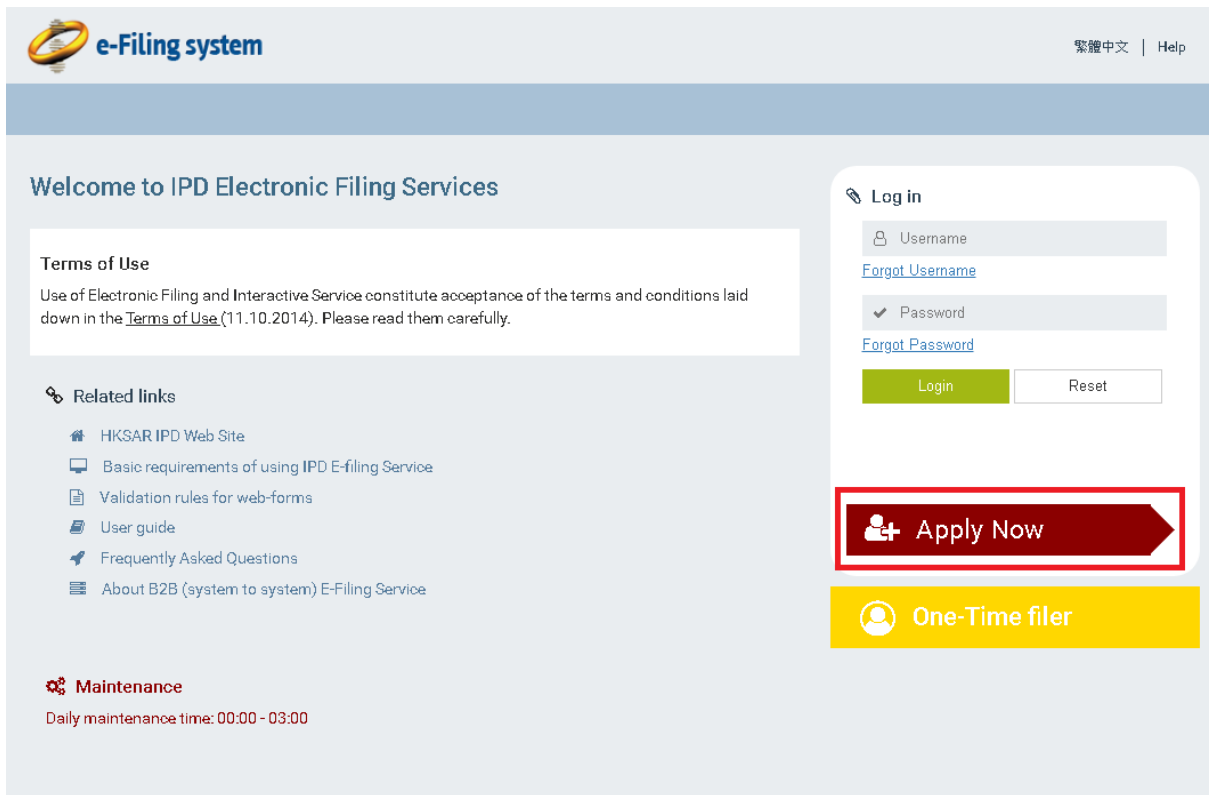 e-Filing system
繁體中文 | Help
Welcome to IPD Electronic Filing Services
Terms of Use
Use of Electronic Filing and Interactive Service constitute acceptance of the terms and conditions laid
down in the Terms of Use (11.10.2014). Please read them carefully.
Related links
HKSAR IPD Web Site
Basic requirements of using IPD E-filing Service
Validation rules for web-forms
User guide
Frequently Asked Questions
About B2B (system to system) E-Filing Service
Maintenance
Daily maintenance time: 00:00 - 03:00
Log in
Username
Forgot Username
Password
Forgot Password
Login Reset
Apply Now
One-Time filer